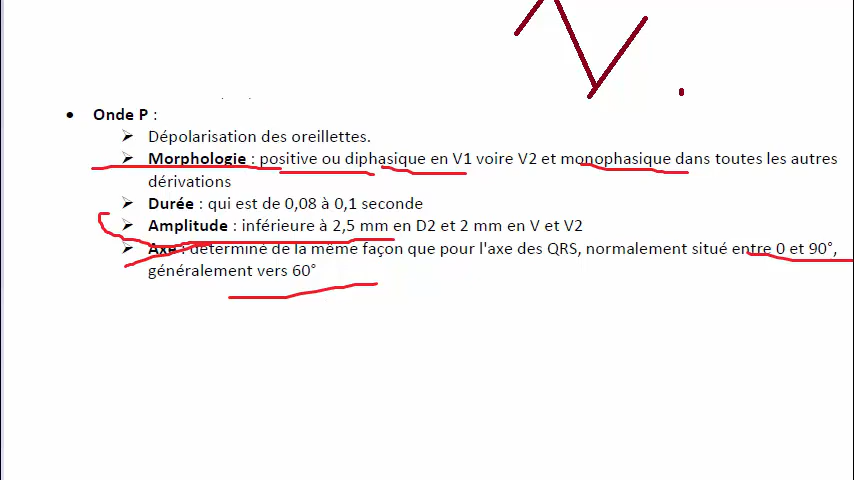 • Onde P :
➤ Dépolarisation des oreillettes.
➤ Morphologie : positive ou diphasique en V1 voire V2 et monophasique dans toutes les autres
dérivations
➤ Durée : qui est de 0,08 à 0,1 seconde
➤ Amplitude : inférieure à 2,5 mm en D2 et 2 mm en V et V2
➤ Axe : déterminé de la même façon que pour l'axe des QRS, normalement situé entre 0 et 90°,
généralement vers 60°